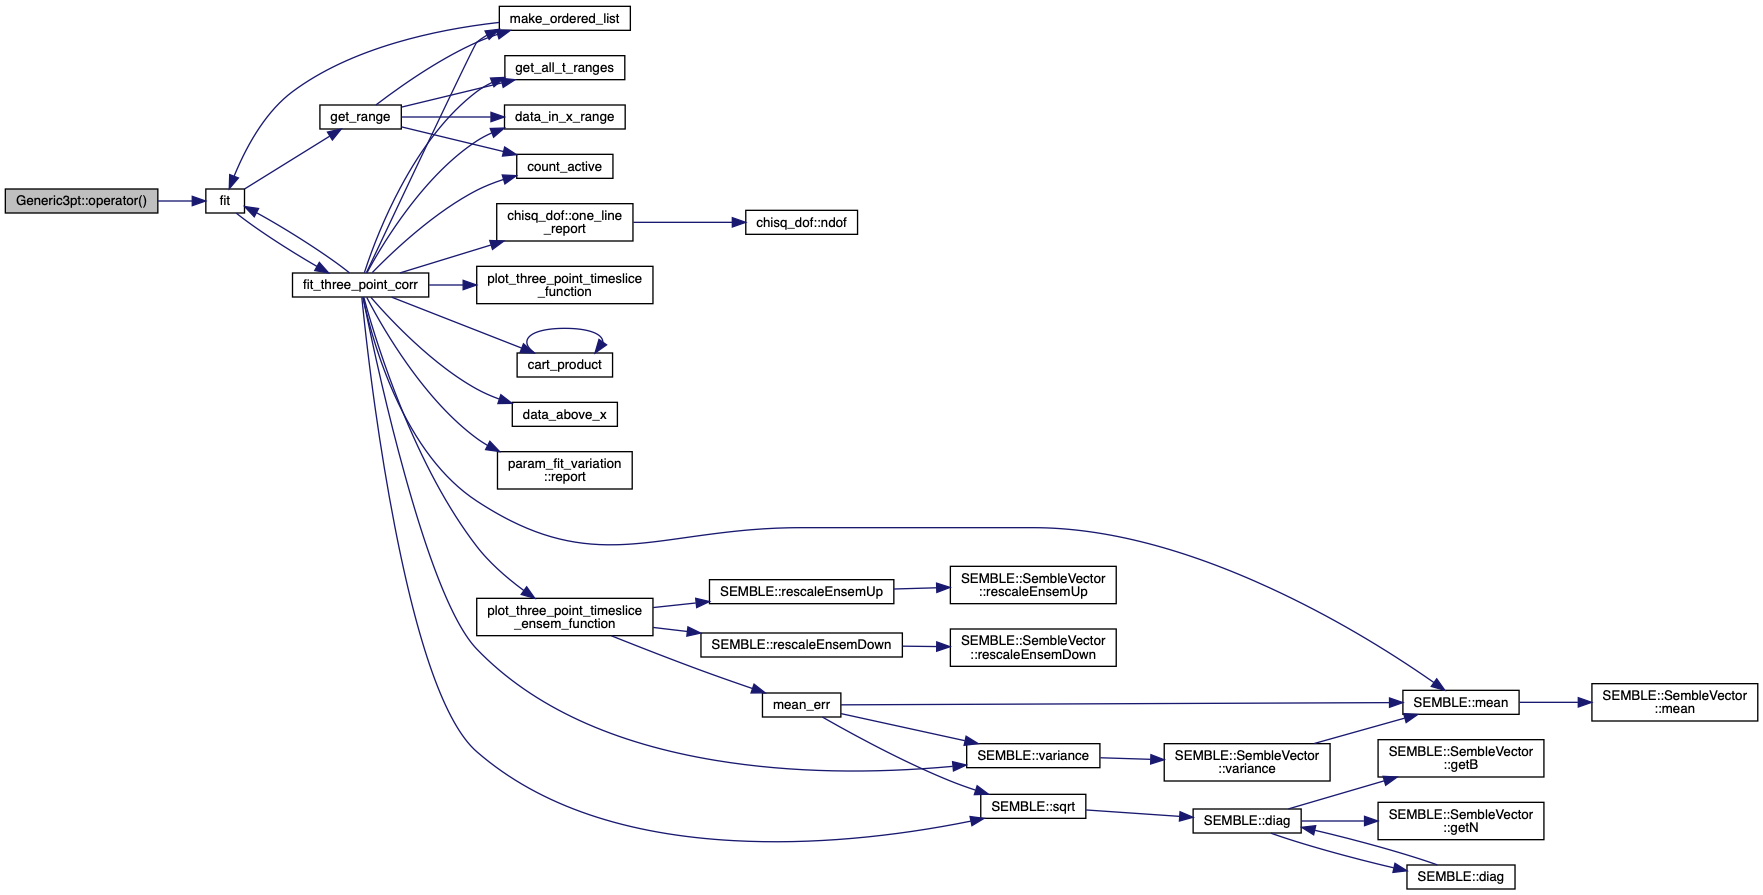 make_ordered_list
get_all_t_ranges
get_range
data_in_x_range
count_active
Generic3pt::operator()
fit
chisq_dof::one_line
_report
chisq_dof::ndof
fit_three_point_corr
plot_three_point_timeslice
_function
cart_product
data_above_x
param_fit_variation
::report
plot_three_point_timeslice
_ensem_function
SEMBLE::rescaleEnsemUp
SEMBLE::SembleVector
::rescaleEnsemUp
SEMBLE::rescaleEnsemDown
SEMBLE::SembleVector
::rescaleEnsemDown
mean_err
SEMBLE::mean
SEMBLE::SembleVector
::mean
SEMBLE::variance
SEMBLE::SembleVector
::variance
SEMBLE::SembleVector
::getB
SEMBLE::sqrt
SEMBLE::diag
SEMBLE::SembleVector
::getN
SEMBLE::diag